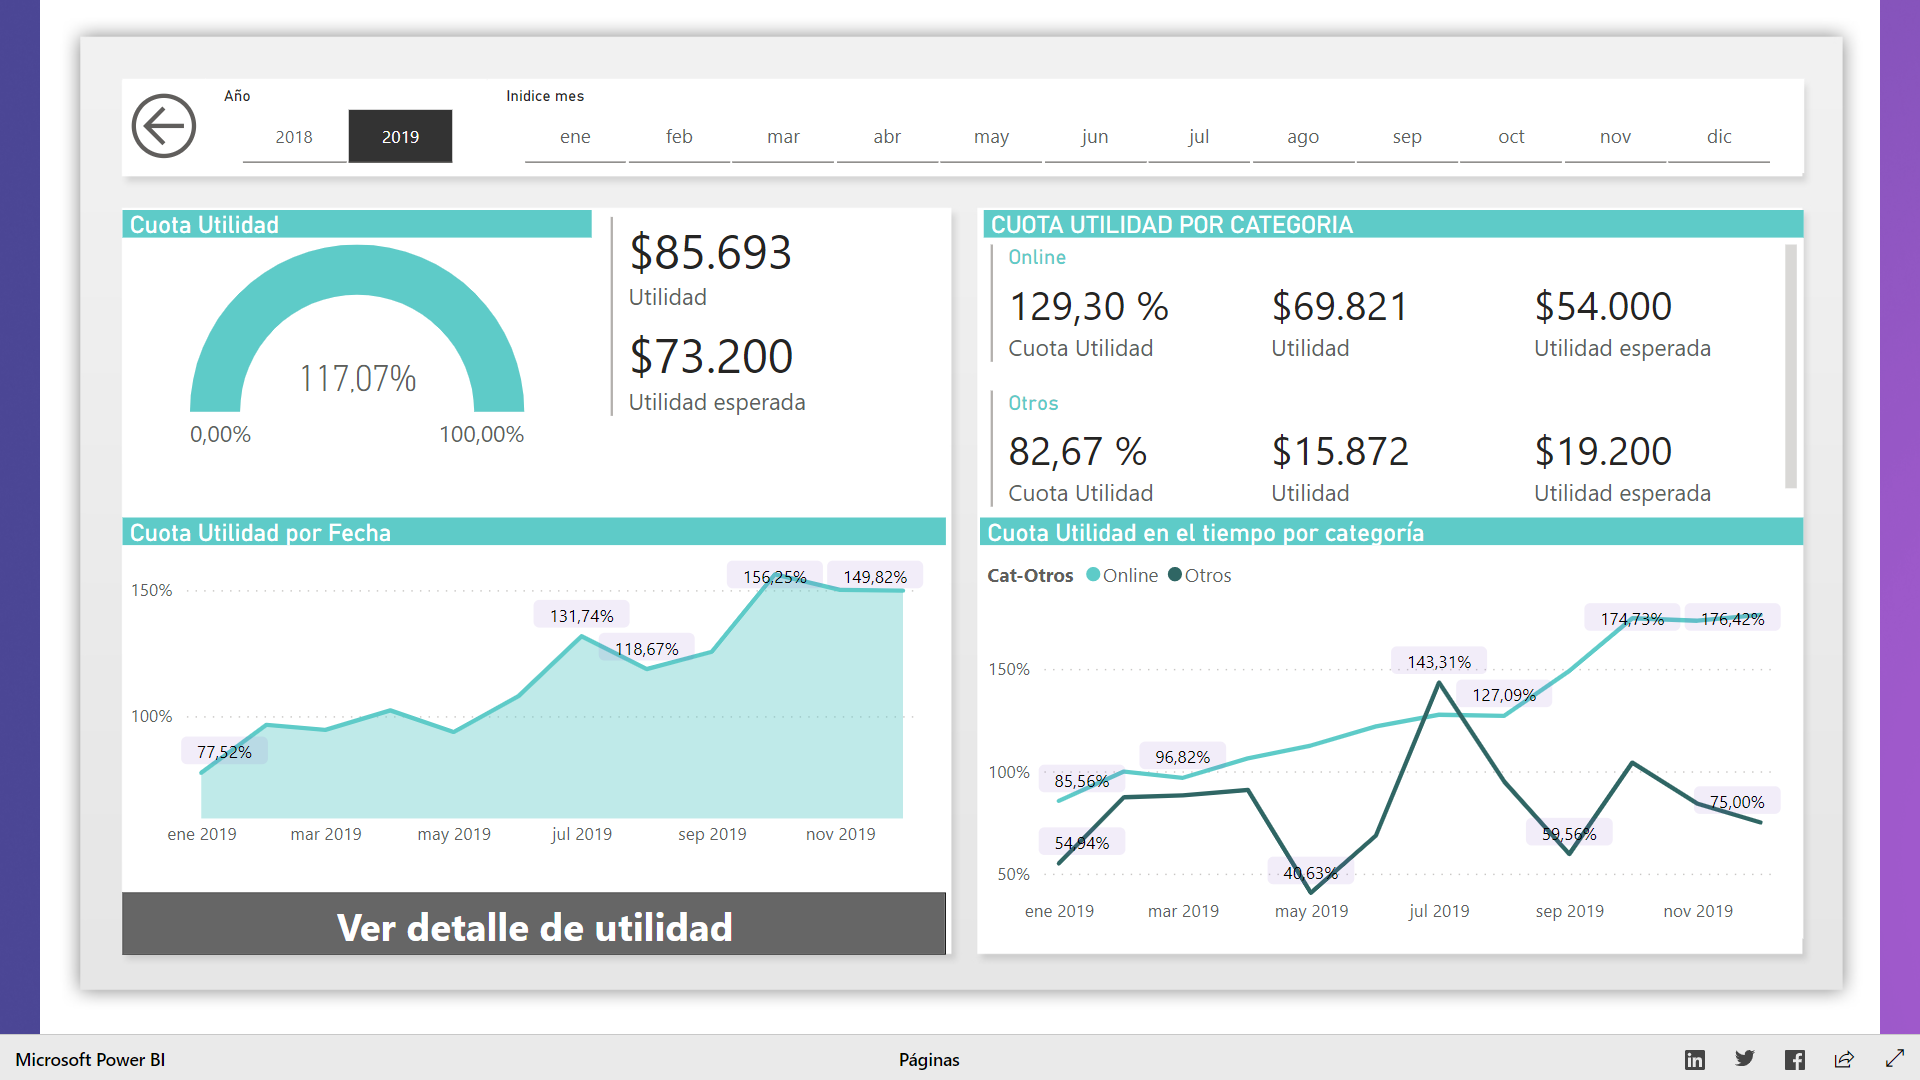 Año
2018
2019
Inidice mes
ene
feb
mar
abr
may
jun
jul
ago
sep
oct
nov
dic
Cuota Utilidad
117,07%
0,00%
100,00%
$85.693
Utilidad
$73.200
Utilidad esperada
CUOTA UTILIDAD POR CATEGORIA
Online
129,30 %
$69.821
$54.000
Cuota Utilidad
Utilidad
Utilidad esperada
Otros
82,67 %
$15.872
$19.200
Cuota Utilidad
Utilidad
Utilidad esperada
Cuota Utilidad por Fecha
156,25%
149,82%
150%
131,74%
118,67%
100%
77,52%
ene 2019
mar 2019
may 2019
jul 2019
sep 2019
nov 2019
Ver detalle de utilidad
Cuota Utilidad en el tiempo por categoría
Cat-Otros
Online
Otros
174,73%
176,42%
143,31%
150%
127,09%
96,82%
100%
85,56%
75,00%
59,56%
54,94%
50%
40,63%
ene 2019
mar 2019
may 2019
jul 2019
sep 2019
nov 2019
Microsoft Power BI
Páginas